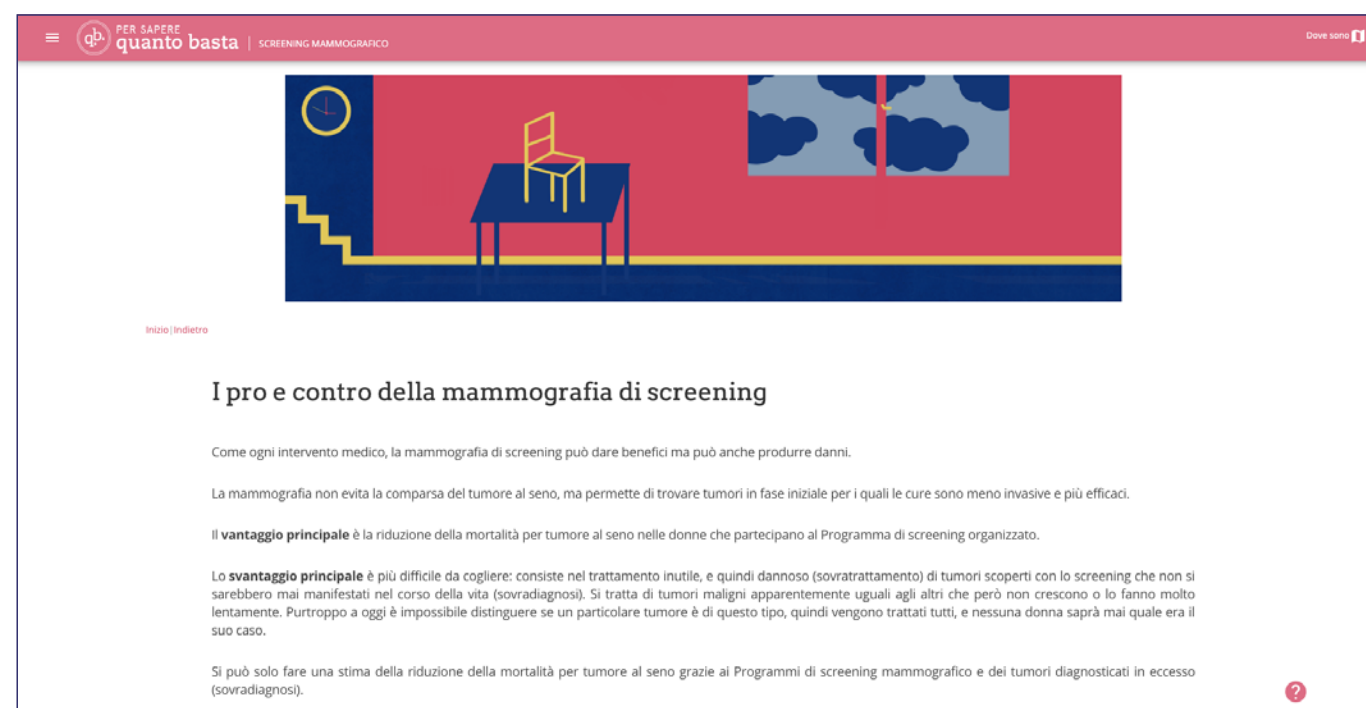 qb.
PER SAPERE
quanto basta | SCREENING MAMMOGRAFICO
Dove sono
Inizio|Indietro
I pro e contro della mammografia di screening
Come ogni intervento medico, la mammografia di screening può dare benefici ma può anche produrre danni.
La mammografia non evita la comparsa del tumore al seno, ma permette di trovare tumori in fase iniziale per i quali le cure sono meno invasive e più efficaci.
Il vantaggio principale è la riduzione della mortalità per tumore al seno nelle donne che partecipano al Programma di screening organizzato.
Lo svantaggio principale è più difficile da cogliere: consiste nel trattamento inutile, e quindi dannoso (sovratrattamento) di tumori scoperti con lo screening che non si
sarebbero mai manifestati nel corso della vita (sovradiagnosi). Si tratta di tumori maligni apparentemente uguali agli altri che però non crescono o lo fanno molto
lentamente. Purtroppo a oggi è impossibile distinguere se un particolare tumore è di questo tipo, quindi vengono trattati tutti, e nessuna donna saprà mai quale era il
suo caso.
Si può solo fare una stima della riduzione della mortalità per tumore al seno grazie ai Programmi di screening mammografico e dei tumori diagnosticati in eccesso
(sovradiagnosi).
?